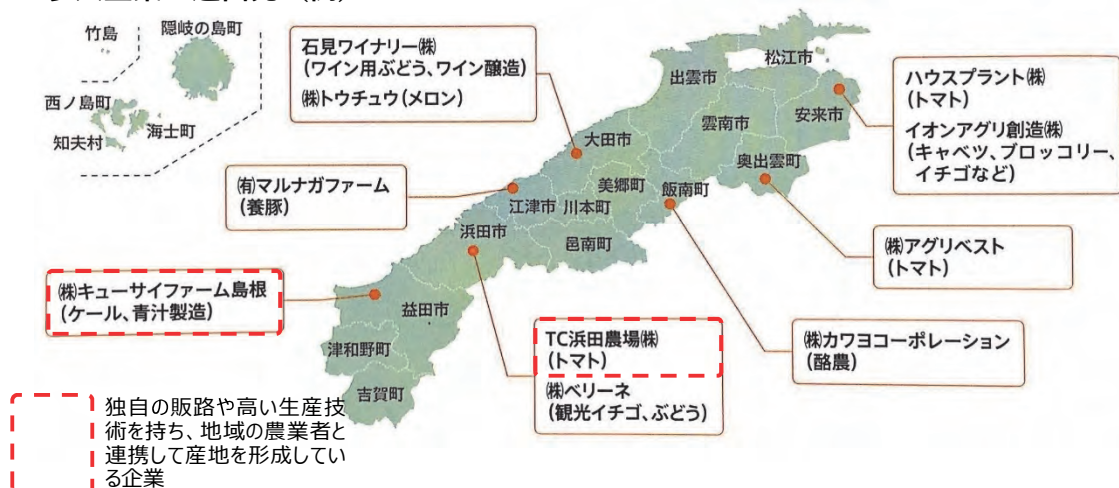 竹島
隠岐の島町
西ノ島町
海士町
知夫村
石見ワイナリー㈱
(ワイン用ぶどう、ワイン醸造)
㈱トウチュウ(メロン)
松江市
出雲市
安来市
雲南市
奥出雲町
大田市
美郷町
飯南町
江津市
川本町
浜田市
邑南町
益田市
津和野町
吉賀町
ハウスプラント㈱
(トマト)
イオンアグリ創造㈱
(キャベツ、ブロッコリー、
イチゴなど)
㈲マルナガファーム
(養豚)
㈱アグリベスト
(トマト)
㈱キューサイファーム島根
(ケール、青汁製造)
TC浜田農場㈱
(トマト)
㈱ベリーネ
(観光イチゴ、ぶどう)
㈱カワヨコーポレーション
(酪農)
独自の販路や高い生産技
術を持ち、地域の農業者と
連携して産地を形成してい
る企業